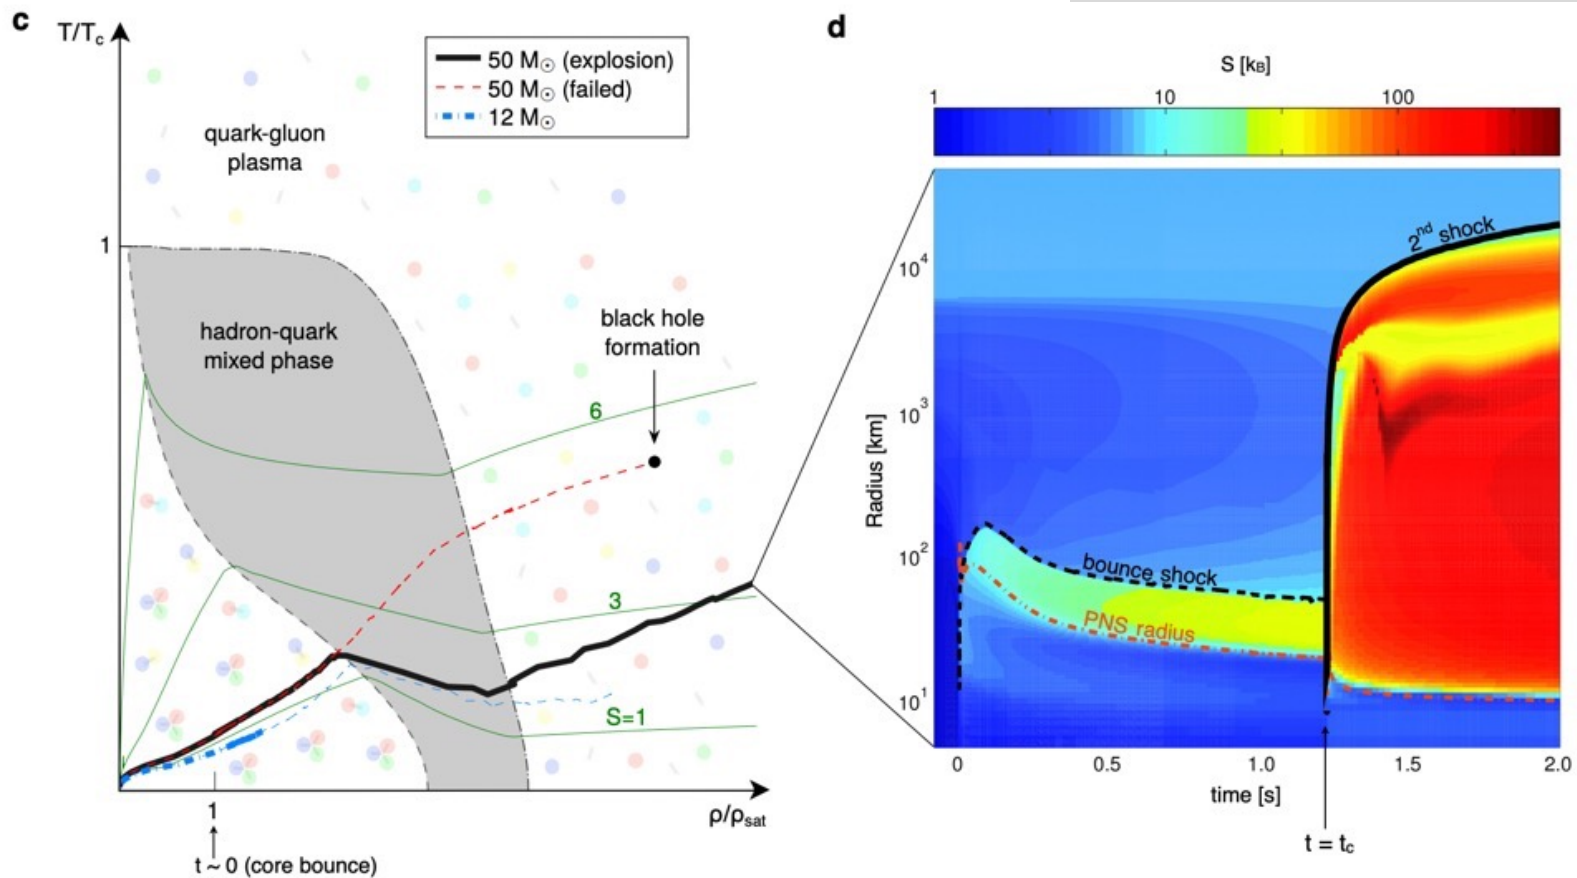 c
T/T_c
50 M☉ (explosion)
50 M☉ (failed)
12 M☉
quark-gluon
plasma
1
hadron-quark
mixed phase
black hole
formation
6
3
S=1
1
ρ/ρ_sat
t ~ 0 (core bounce)
d
S [k_B]
1 10 100
2^nd shock
10^4
10^3
10^2
10^1
Radius [km]
bounce shock
PNS radius
0 0.5 1.0 1.5 2.0
time [s]
t = t_c